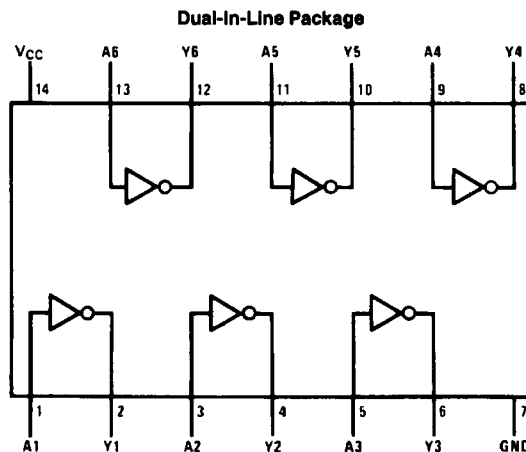 Dual-In-Line Package
VCC A6 Y6 A5 Y5 A4 Y4
14 13 12 11 10 9 8
1 2 3 4 5 6 7
A1 Y1 A2 Y2 A3 Y3 GND